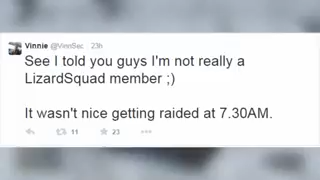 Vinnie @VinnSec · 23h
See I told you guys I'm not really a
LizardSquad member ;)
It wasn't nice getting raided at 7.30AM.
11 23